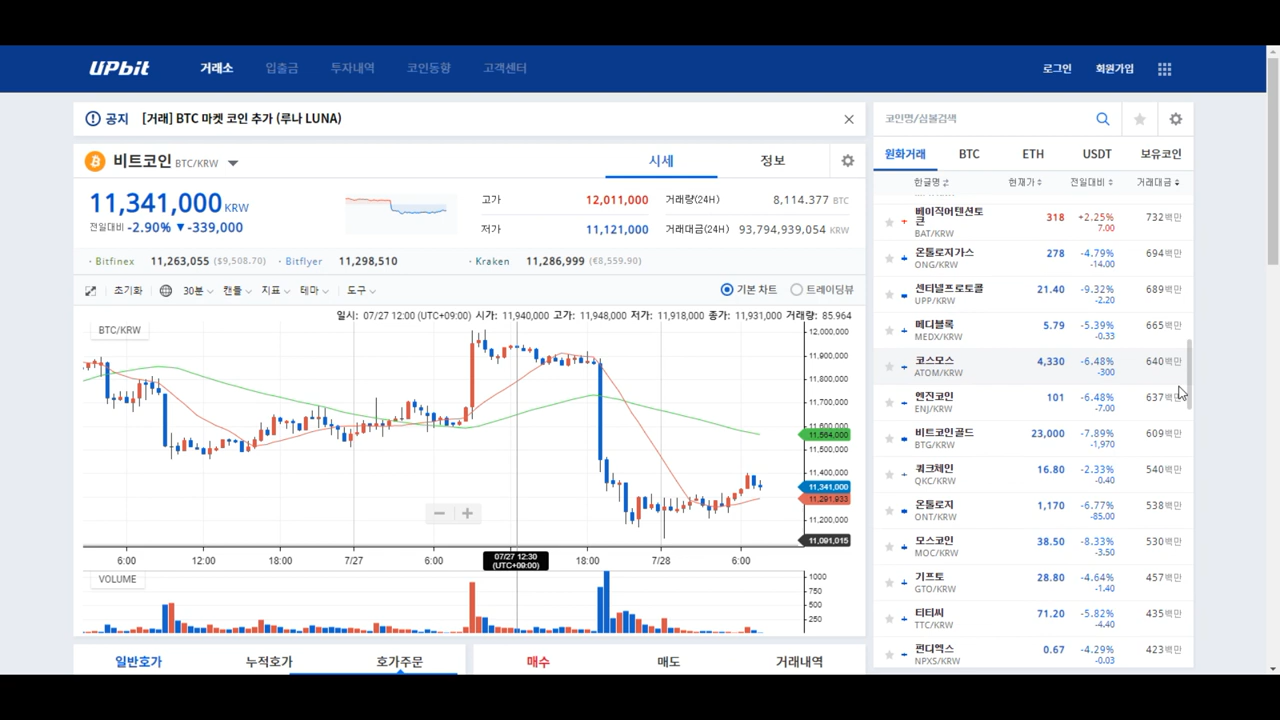 UPbit 거래소 입출금 투자내역 코인동향 고객센터 로그인 회원가입
공지 [거래] BTC 마켓 코인 추가 (루나 LUNA)
비트코인 BTC/KRW 시세 정보
11,341,000 KRW
전일대비 -2.90% ▼ -339,000
고가 12,011,000 거래량(24H) 8,114.377 BTC
저가 11,121,000 거래대금(24H) 93,794,939,054 KRW
· Bitfinex 11,263,055 ($9,508.70) · Bitflyer 11,298,510 · Kraken 11,286,999 (€8,559.90)
초기화 30분 캔들 지표 테마 도구 기본 차트 트레이딩뷰
일시: 07/27 12:00 (UTC+09:00) 시가: 11,940,000 고가: 11,948,000 저가: 11,918,000 종가: 11,931,000 거래량: 85.964
BTC/KRW
12,000,000
11,900,000
11,800,000
11,700,000
11,600,000
11,564,000
11,500,000
11,400,000
11,341,000
11,291,933
11,200,000
11,091,015
6:00 12:00 18:00 7/27 6:00 07/27 12:30 18:00 7/28 6:00
(UTC+09:00)
VOLUME
1000
750
500
250
일반호가 누적호가 호가주문 매수 매도 거래내역
코인명/심볼검색
원화거래 BTC ETH USDT 보유코인
한글명 현재가 전일대비 거래대금
베이직어텐션토 318 +2.25% 732백만
큰 7.00
BAT/KRW
온톨로지가스 278 -4.79% 694백만
ONG/KRW -14.00
센티넬프로토콜 21.40 -9.32% 689백만
UPP/KRW -2.20
메디블록 5.79 -5.39% 665백만
MEDX/KRW -0.33
코스모스 4,330 -6.48% 640백만
ATOM/KRW -300
엔진코인 101 -6.48% 637백만
ENJ/KRW -7.00
비트코인골드 23,000 -7.89% 609백만
BTG/KRW -1,970
쿼크체인 16.80 -2.33% 540백만
QKC/KRW -0.40
온톨로지 1,170 -6.77% 538백만
ONT/KRW -85.00
모스코인 38.50 -8.33% 530백만
MOC/KRW -3.50
기프토 28.80 -4.64% 457백만
GTO/KRW -1.40
티티씨 71.20 -5.82% 435백만
TTC/KRW -4.40
펀디엑스 0.67 -4.29% 423백만
NPXS/KRW -0.03